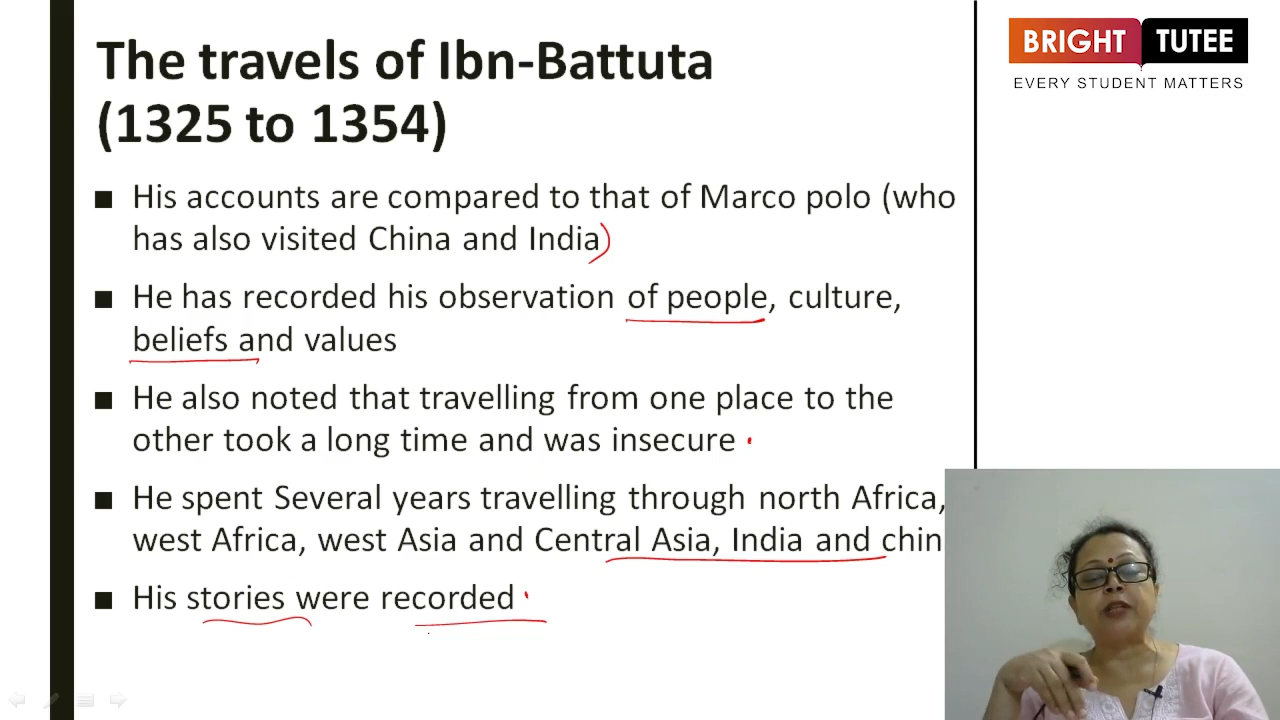 The travels of Ibn-Battuta
(1325 to 1354)
■ His accounts are compared to that of Marco polo (who
has also visited China and India)
■ He has recorded his observation of people, culture,
beliefs and values
■ He also noted that travelling from one place to the
other took a long time and was insecure
■ He spent Several years travelling through north Africa,
west Africa, west Asia and Central Asia, India and chin
■ His stories were recorded
BRIGHT TUTEE
EVERY STUDENT MATTERS